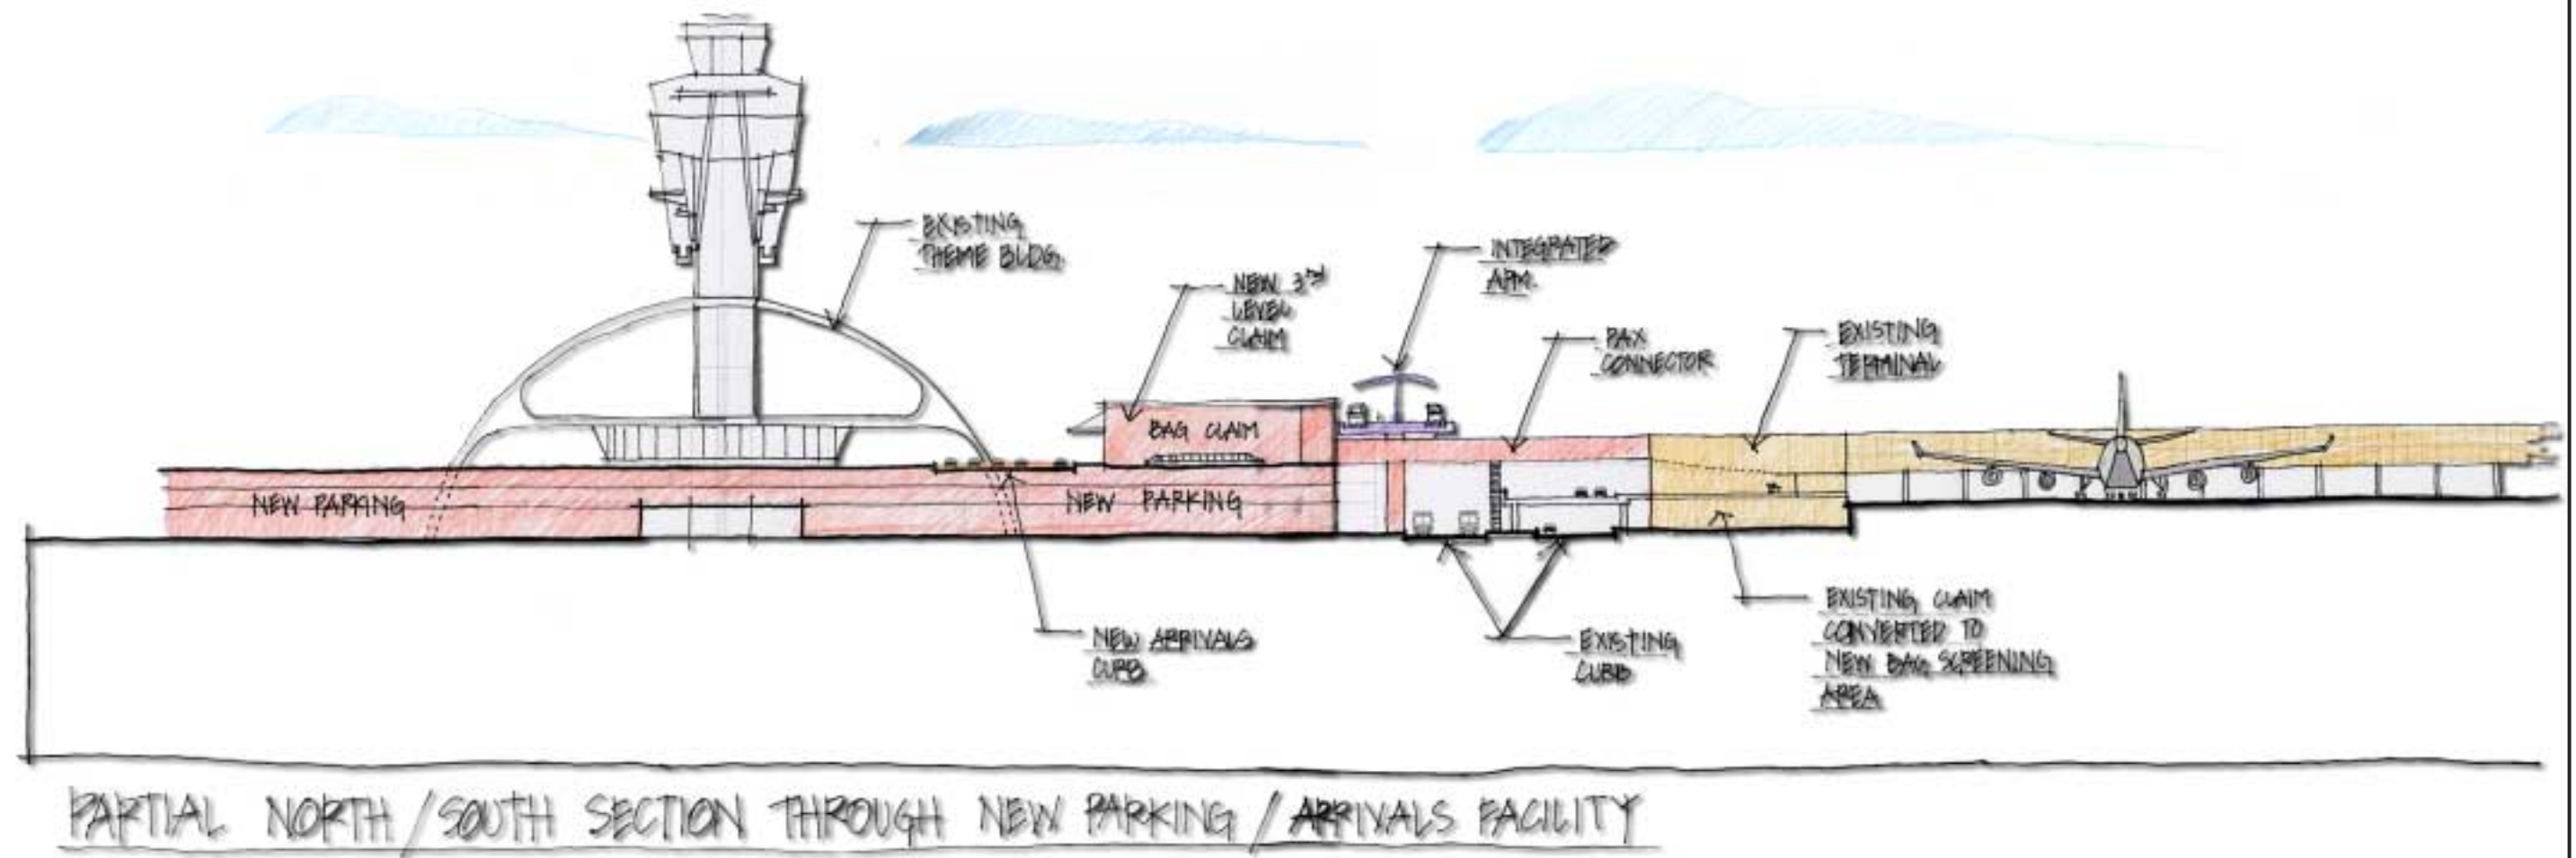 EXISTING
THEME BLDG.
NEW 3RD
LEVEL
CLAIM
INTEGRATED
APM.
PAX
CONNECTOR
EXISTING
TERMINAL
BAG CLAIM
NEW PARKING
NEW PARKING
NEW ARRIVALS
CURB
EXISTING
CURB
EXISTING CLAIM
CONVERTED TO
NEW BAG SCREENING
AREA
PARTIAL NORTH / SOUTH SECTION THROUGH NEW PARKING / ARRIVALS FACILITY